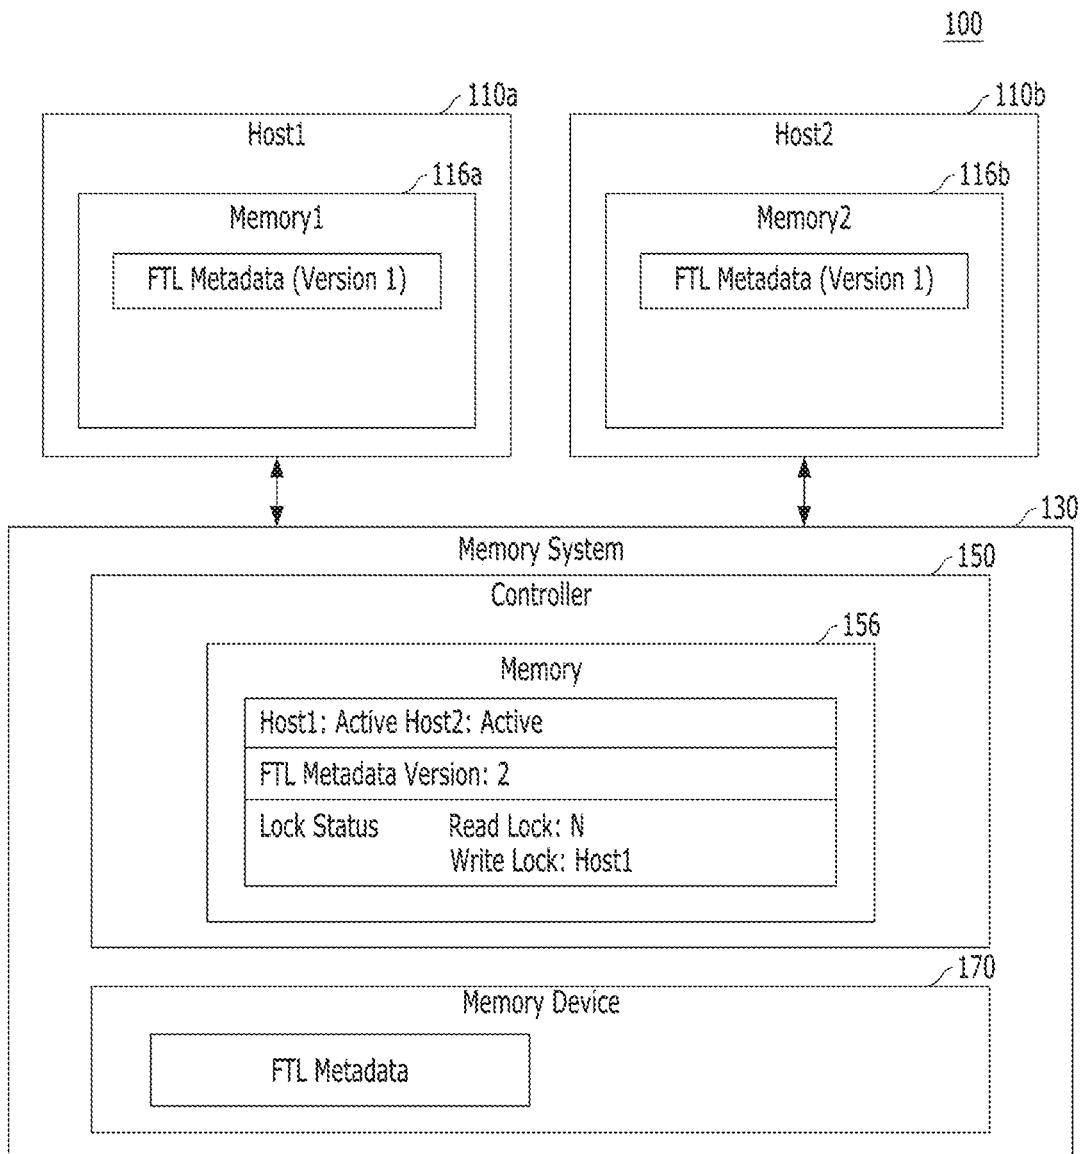 100
110a
110b
Host1
Host2
116a
116b
Memory1
Memory2
FTL Metadata (Version 1)
FTL Metadata (Version 1)
130
Memory System
150
Controller
156
Memory
Host1: Active Host2: Active
FTL Metadata Version: 2
Lock Status Read Lock: N
Write Lock: Host1
170
Memory Device
FTL Metadata